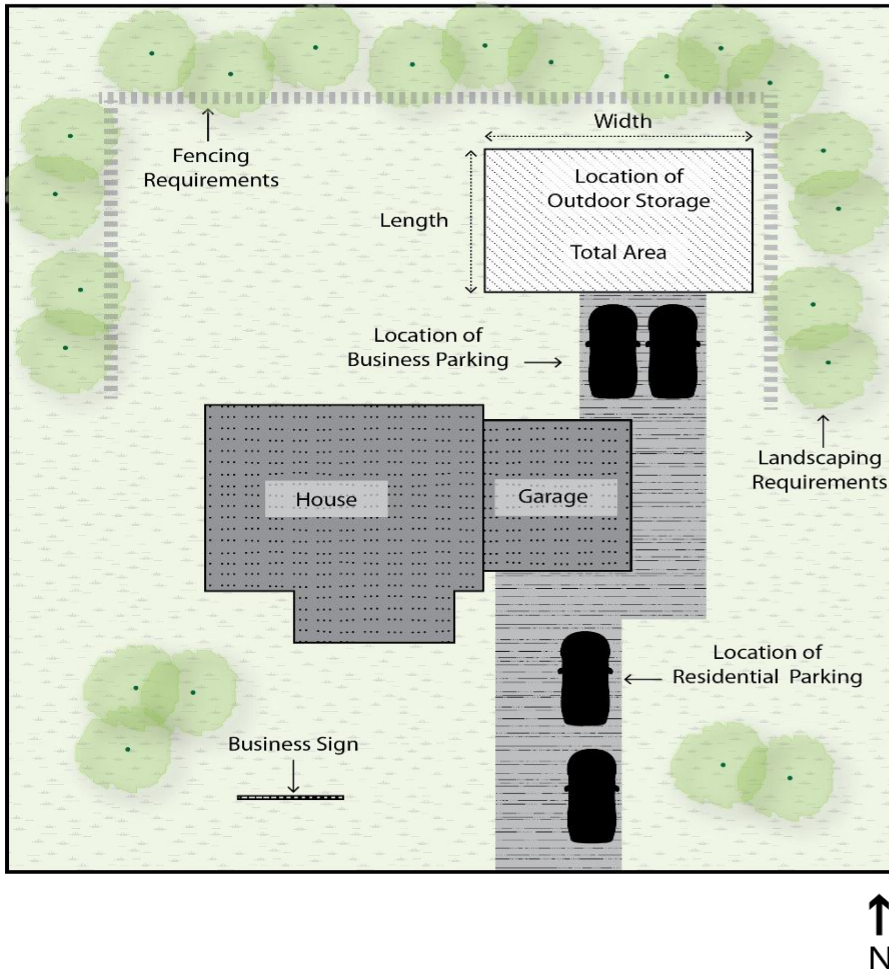 Width
Fencing
Requirements
Location of
Outdoor Storage
Length
Total Area
Location of
Business Parking
Landscaping
Requirements
House
Garage
Location of
Residential Parking
Business Sign
N